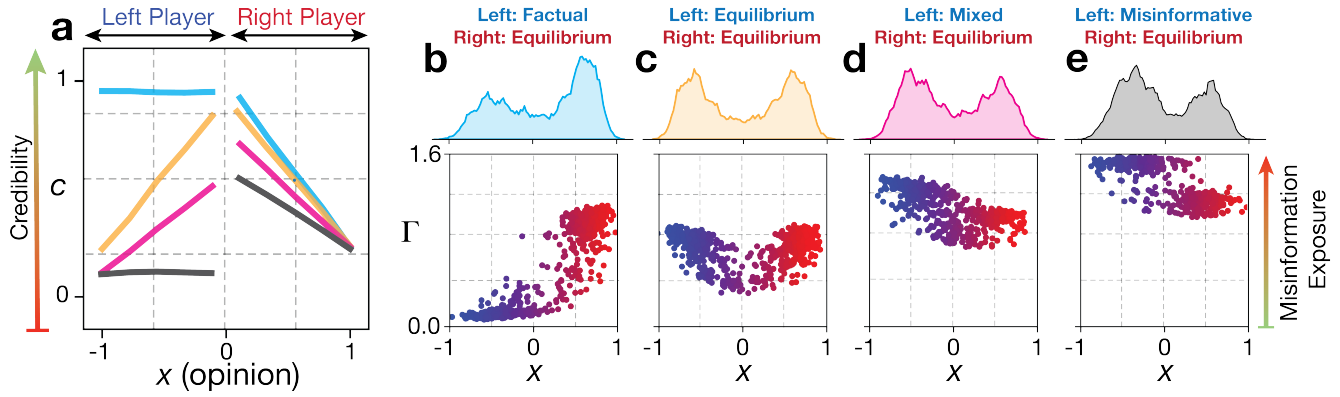 a
Left Player
Right Player
Credibility
c
1
0
-1
0
1
x (opinion)
b
Left: Factual
Right: Equilibrium
c
Left: Equilibrium
Right: Equilibrium
d
Left: Mixed
Right: Equilibrium
e
Left: Misinformative
Right: Equilibrium
1.6
Γ
0.0
-1
0
1
x
-1
0
1
x
-1
0
1
x
-1
0
1
x
Misinformation
Exposure